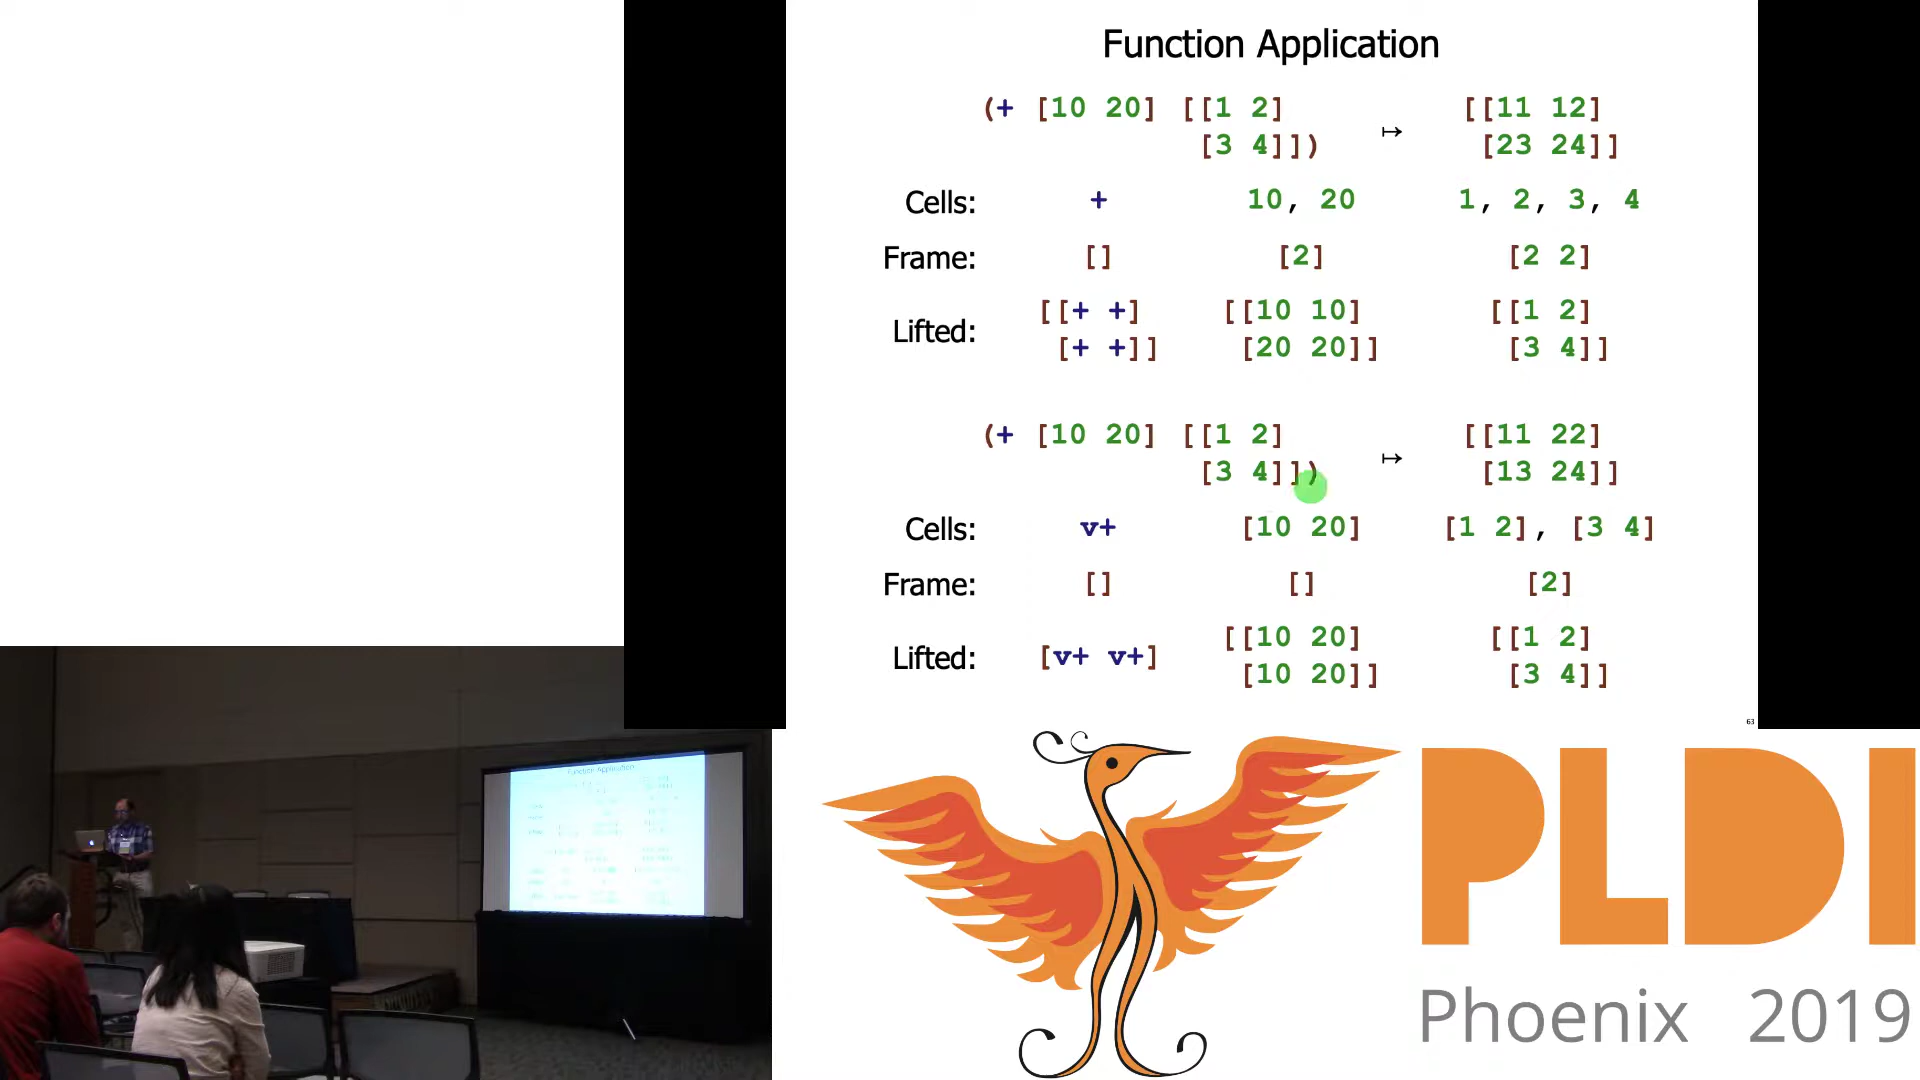 Function Application
(+ [10 20] [[1 2] ↦ [[11 12]
[3 4]]) [23 24]]
Cells: + 10, 20 1, 2, 3, 4
Frame: [] [2] [2 2]
Lifted: [[+ +] [[10 10] [[1 2]
[+ +]] [20 20]] [3 4]]
(+ [10 20] [[1 2] ↦ [[11 22]
[3 4]]) [13 24]]
Cells: v+ [10 20] [1 2], [3 4]
Frame: [] [] [2]
Lifted: [v+ v+] [[10 20] [[1 2]
[10 20]] [3 4]]
63
Function Application
PLDI
Phoenix 2019